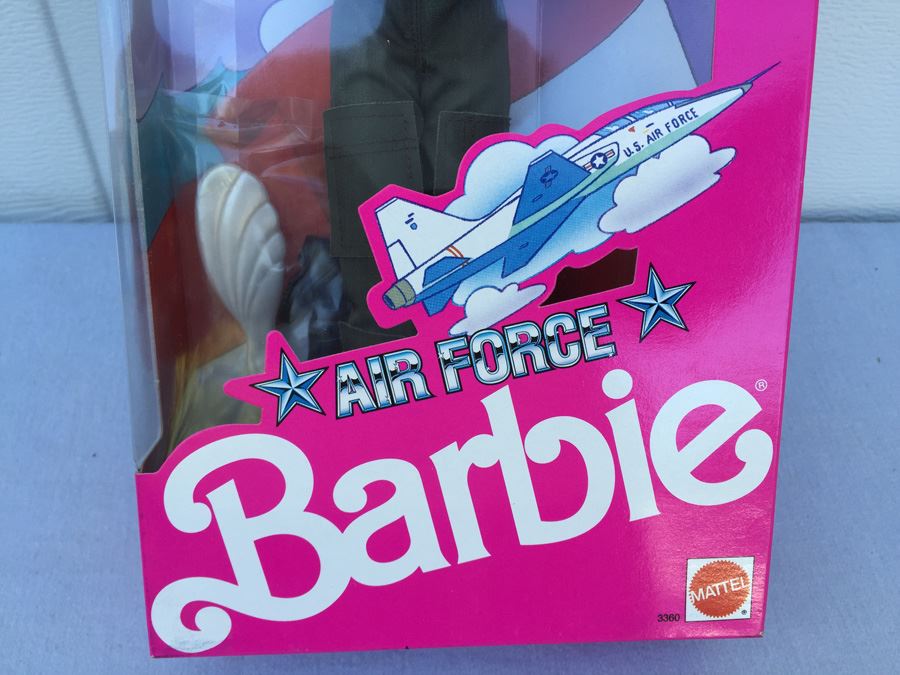 U.S. AIR FORCE
AIR FORCE
Barbie®
3360
MATTEL®